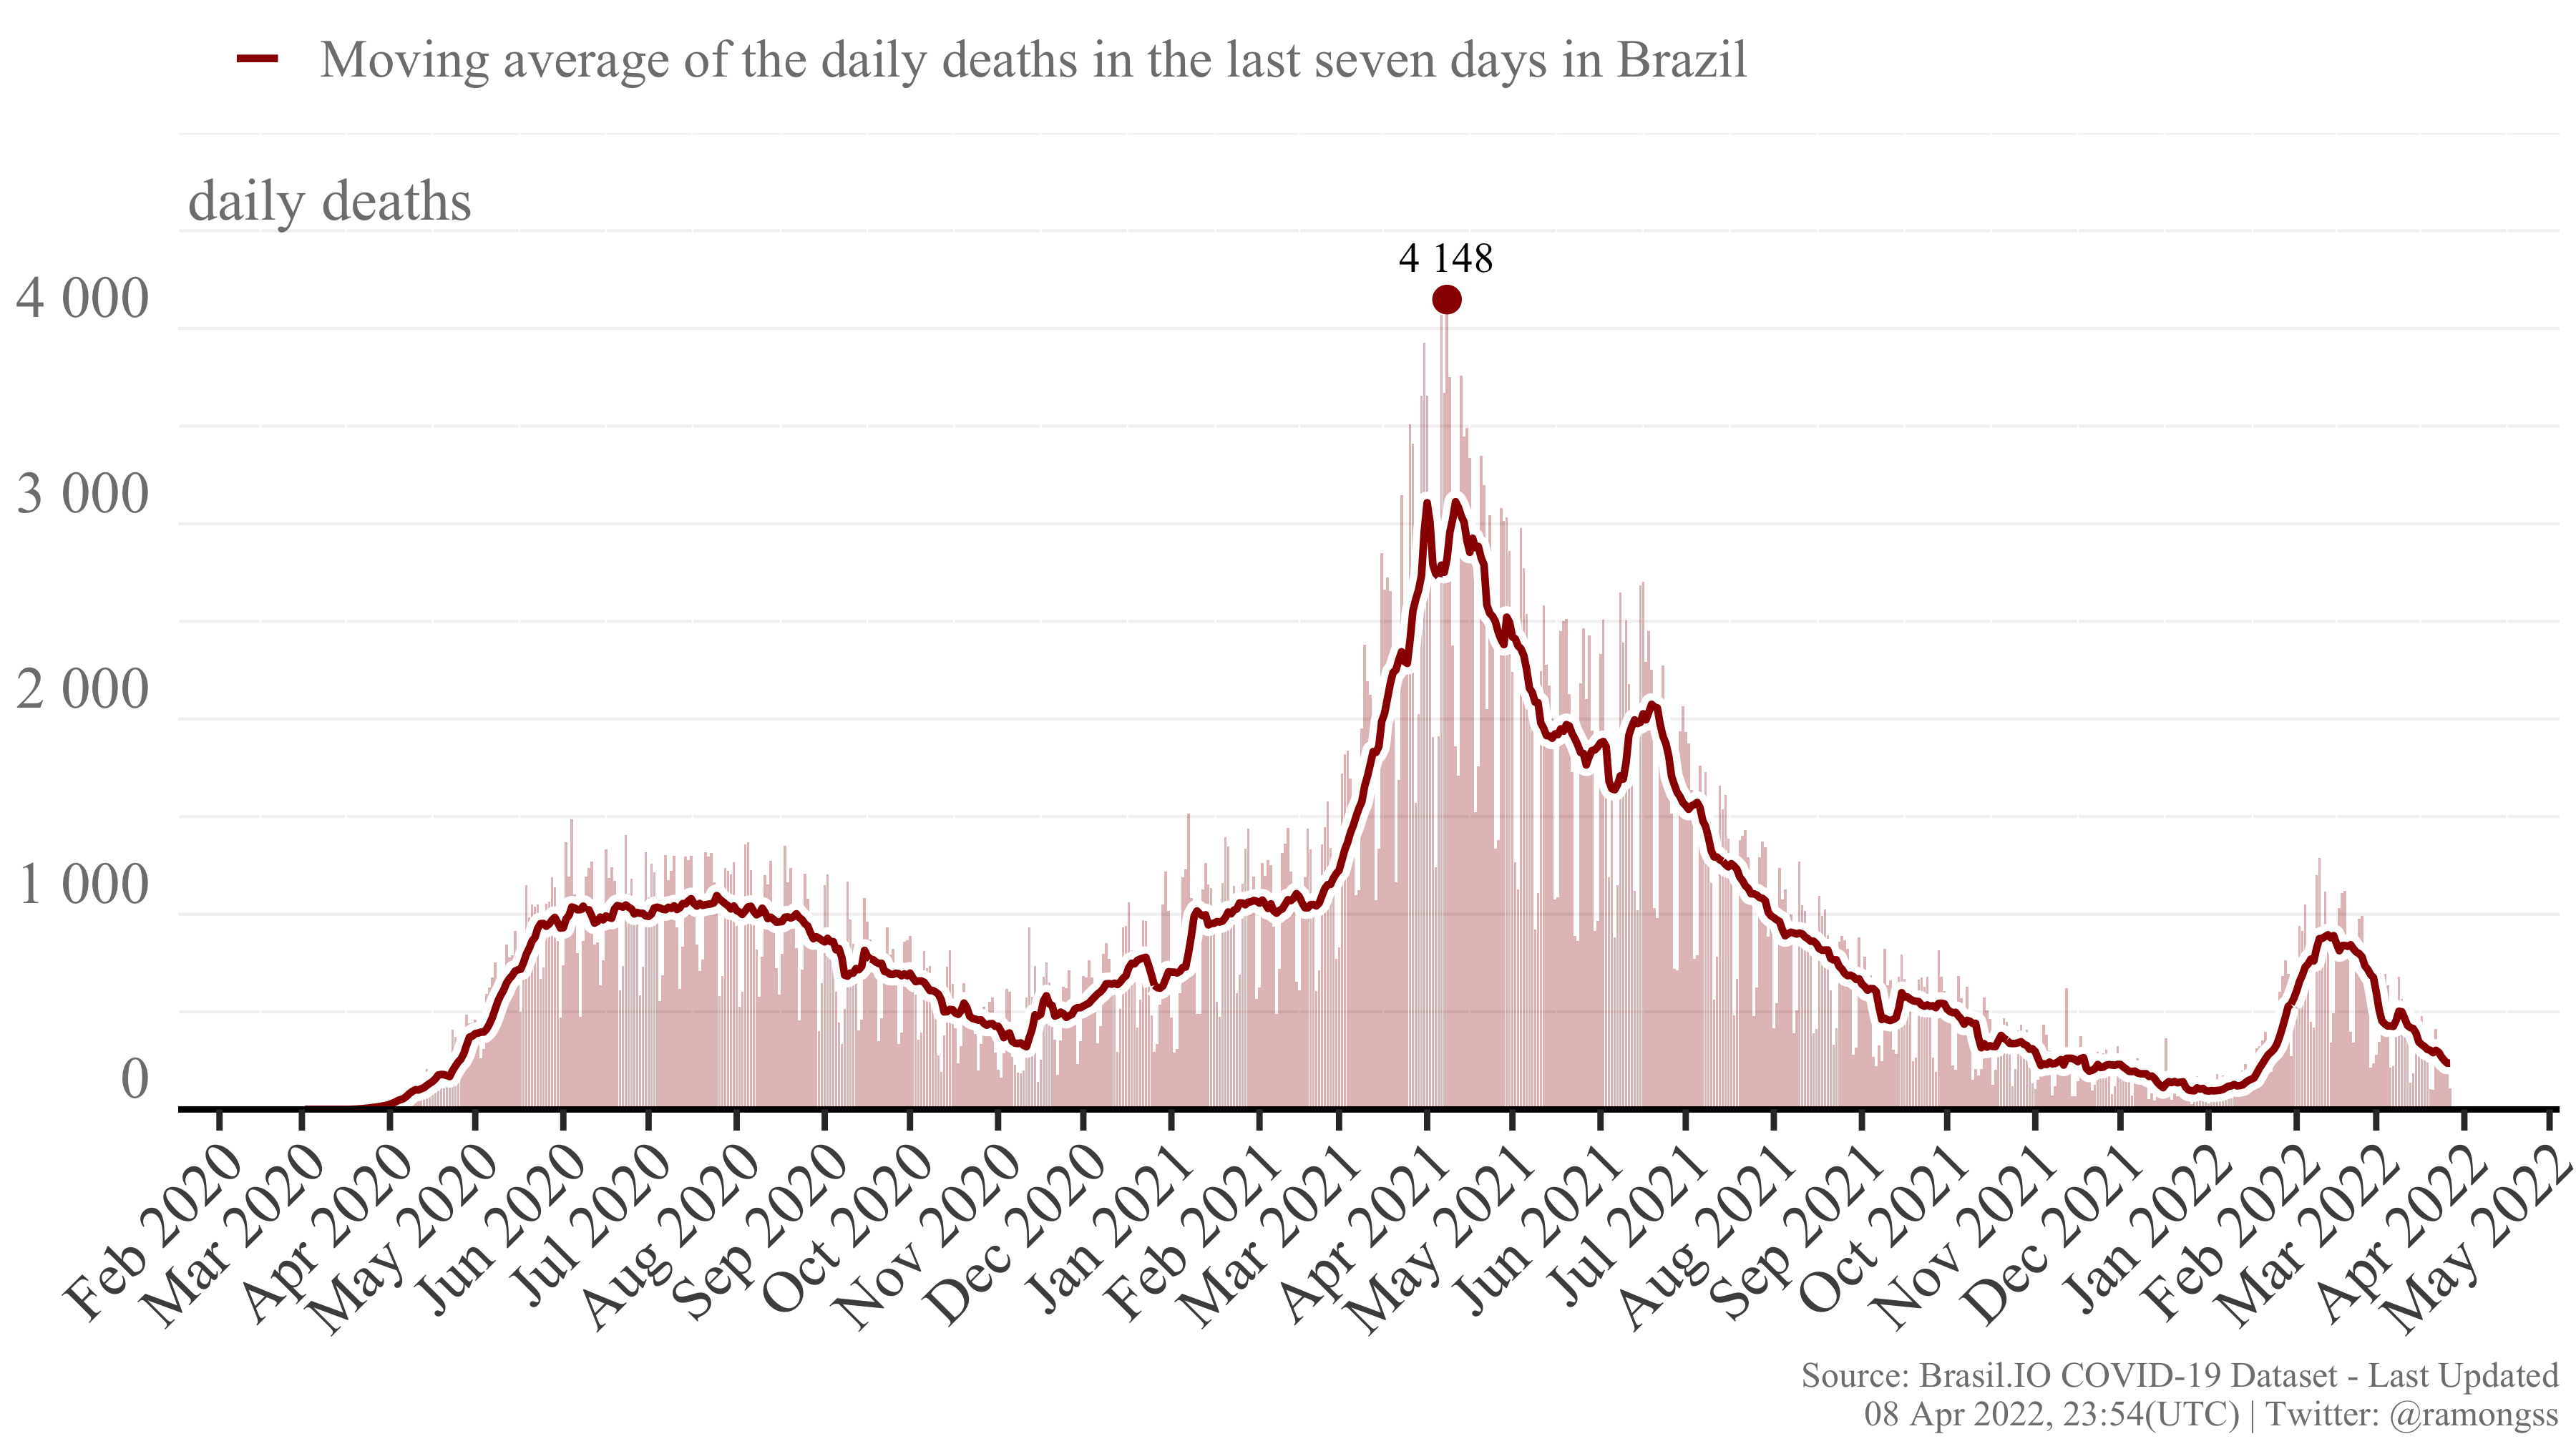 Moving average of the daily deaths in the last seven days in Brazil
daily deaths
4 148
4 000
3 000
2 000
1 000
0
Feb 2020
Mar 2020
Apr 2020
May 2020
Jun 2020
Jul 2020
Aug 2020
Sep 2020
Oct 2020
Nov 2020
Dec 2020
Jan 2021
Feb 2021
Mar 2021
Apr 2021
May 2021
Jun 2021
Jul 2021
Aug 2021
Sep 2021
Oct 2021
Nov 2021
Dec 2021
Jan 2022
Feb 2022
Mar 2022
Apr 2022
May 2022
Source: Brasil.IO COVID-19 Dataset - Last Updated
08 Apr 2022, 23:54(UTC) | Twitter: @ramongss